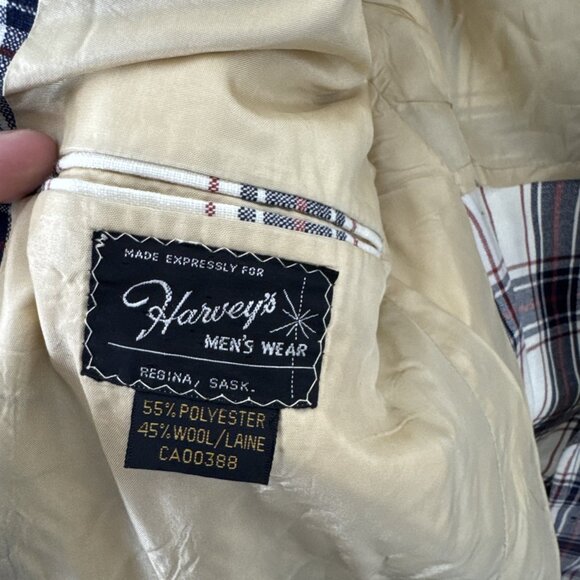 MADE EXPRESSLY FOR
Harvey's
MEN'S WEAR
REGINA, SASK.
55% POLYESTER
45% WOOL/LAINE
CA00388